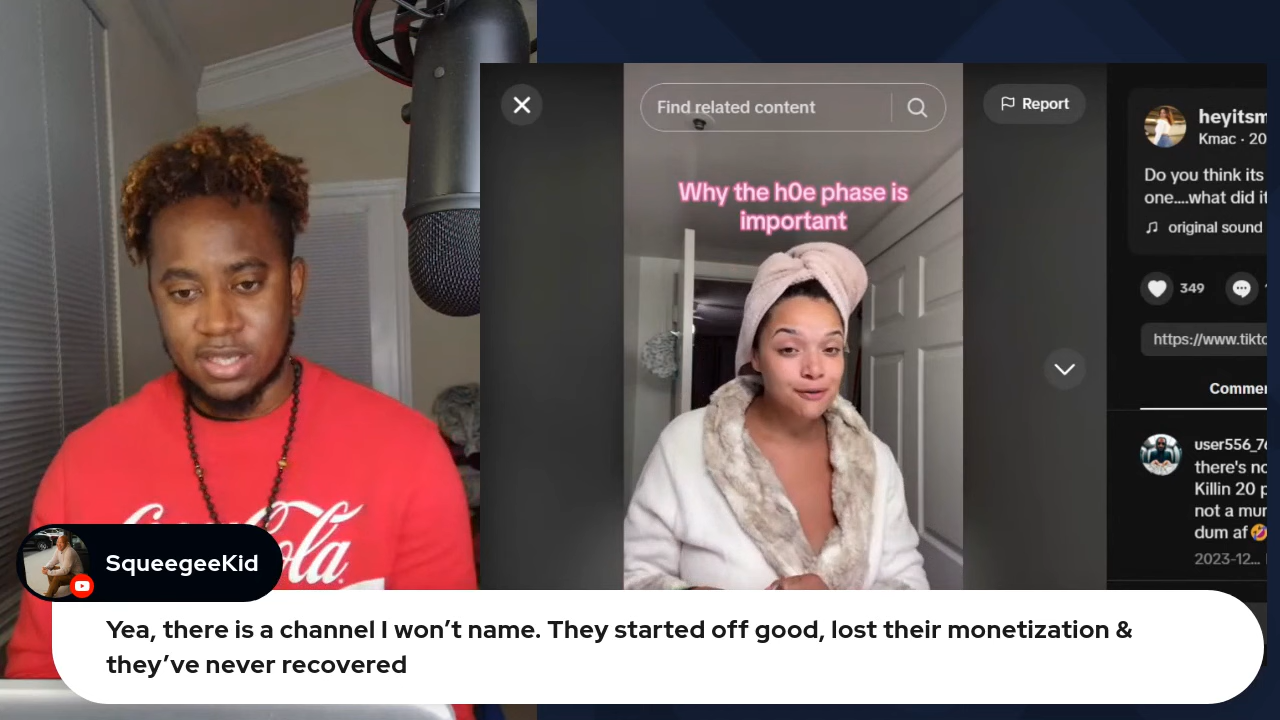 Find related content
Report
Why the h0e phase is
important
heyitsm
Kmac · 20
Do you think its
one....what did it
original sound
349
https://www.tikto
Commer
user556_76
there's no
Killin 20 p
not a mur
dum af
2023-12...
Coca-Cola
SqueegeeKid
Yea, there is a channel I won't name. They started off good, lost their monetization &
they've never recovered